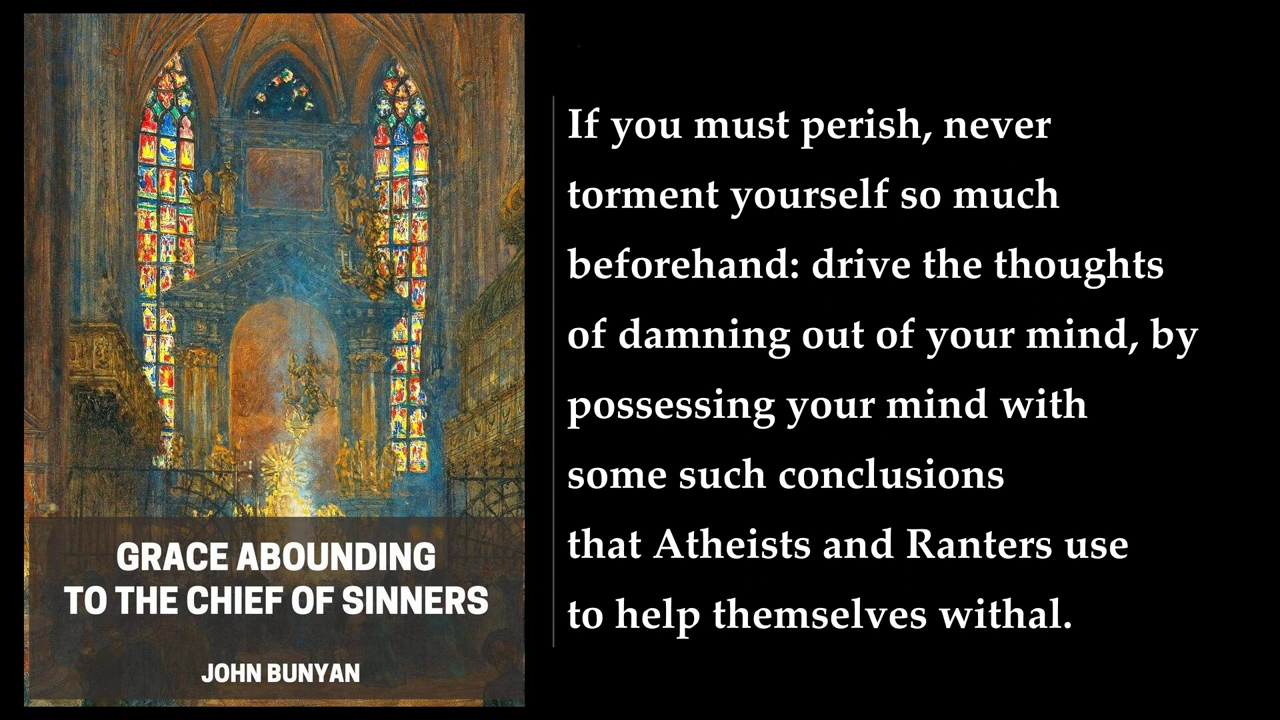 GRACE ABOUNDING
TO THE CHIEF OF SINNERS
JOHN BUNYAN
If you must perish, never
torment yourself so much
beforehand: drive the thoughts
of damning out of your mind, by
possessing your mind with
some such conclusions
that Atheists and Ranters use
to help themselves withal.